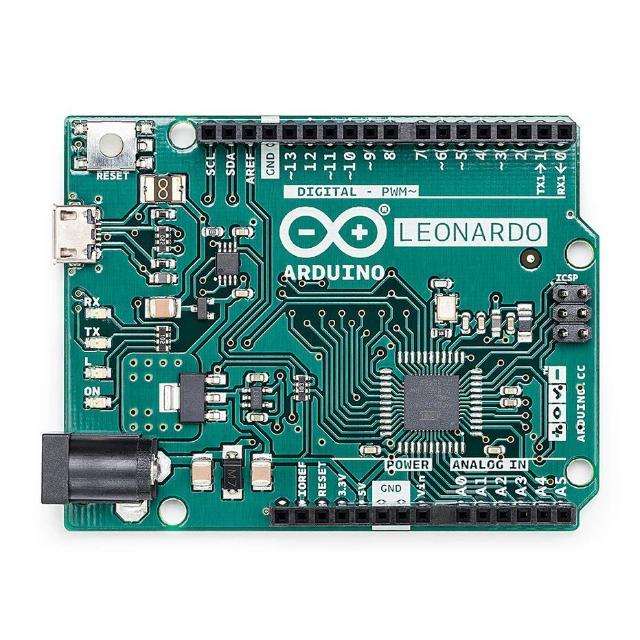 RESET
SCL
SDA
AREF
GND
~13
12
~11
~10
~9
8
7
~6
~5
4
~3
2
TX1→1
RX1←0
DIGITAL - PWM~
®
LEONARDO
ARDUINO
ICSP
RX
TX
L
ON
ARDUINO.CC
POWER
ANALOG IN
IOREF
RESET
3.3V
5V
GND
Vin
A0
A1
A2
A3
A4
A5